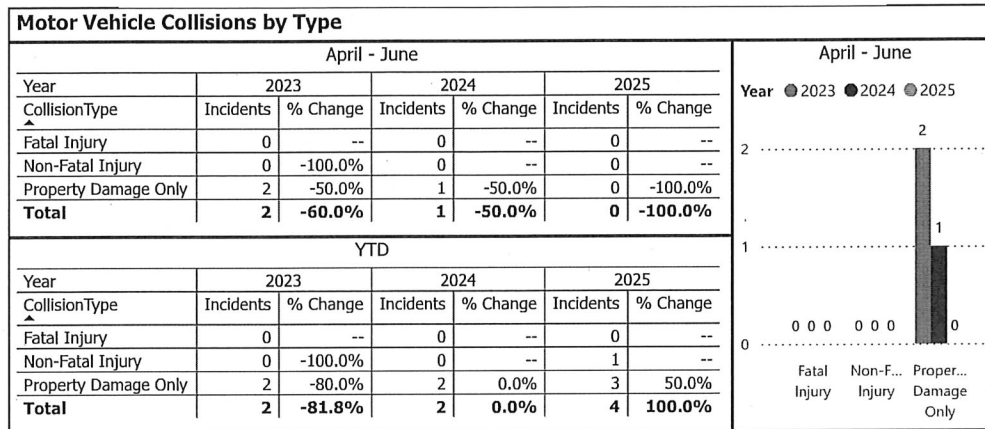 Motor Vehicle Collisions by Type
April - June
Year 2023 2024 2025
CollisionType Incidents % Change Incidents % Change Incidents % Change
Fatal Injury 0 -- 0 -- 0 --
Non-Fatal Injury 0 -100.0% 0 -- 0 --
Property Damage Only 2 -50.0% 1 -50.0% 0 -100.0%
Total 2 -60.0% 1 -50.0% 0 -100.0%
YTD
Year 2023 2024 2025
CollisionType Incidents % Change Incidents % Change Incidents % Change
Fatal Injury 0 -- 0 -- 0 --
Non-Fatal Injury 0 -100.0% 0 -- 1 --
Property Damage Only 2 -80.0% 2 0.0% 3 50.0%
Total 2 -81.8% 2 0.0% 4 100.0%
April - June
Year 2023 2024 2025
2
2
1
1
0 0 0 0 0 0 0
0
Fatal Non-F... Proper...
Injury Injury Damage
Only